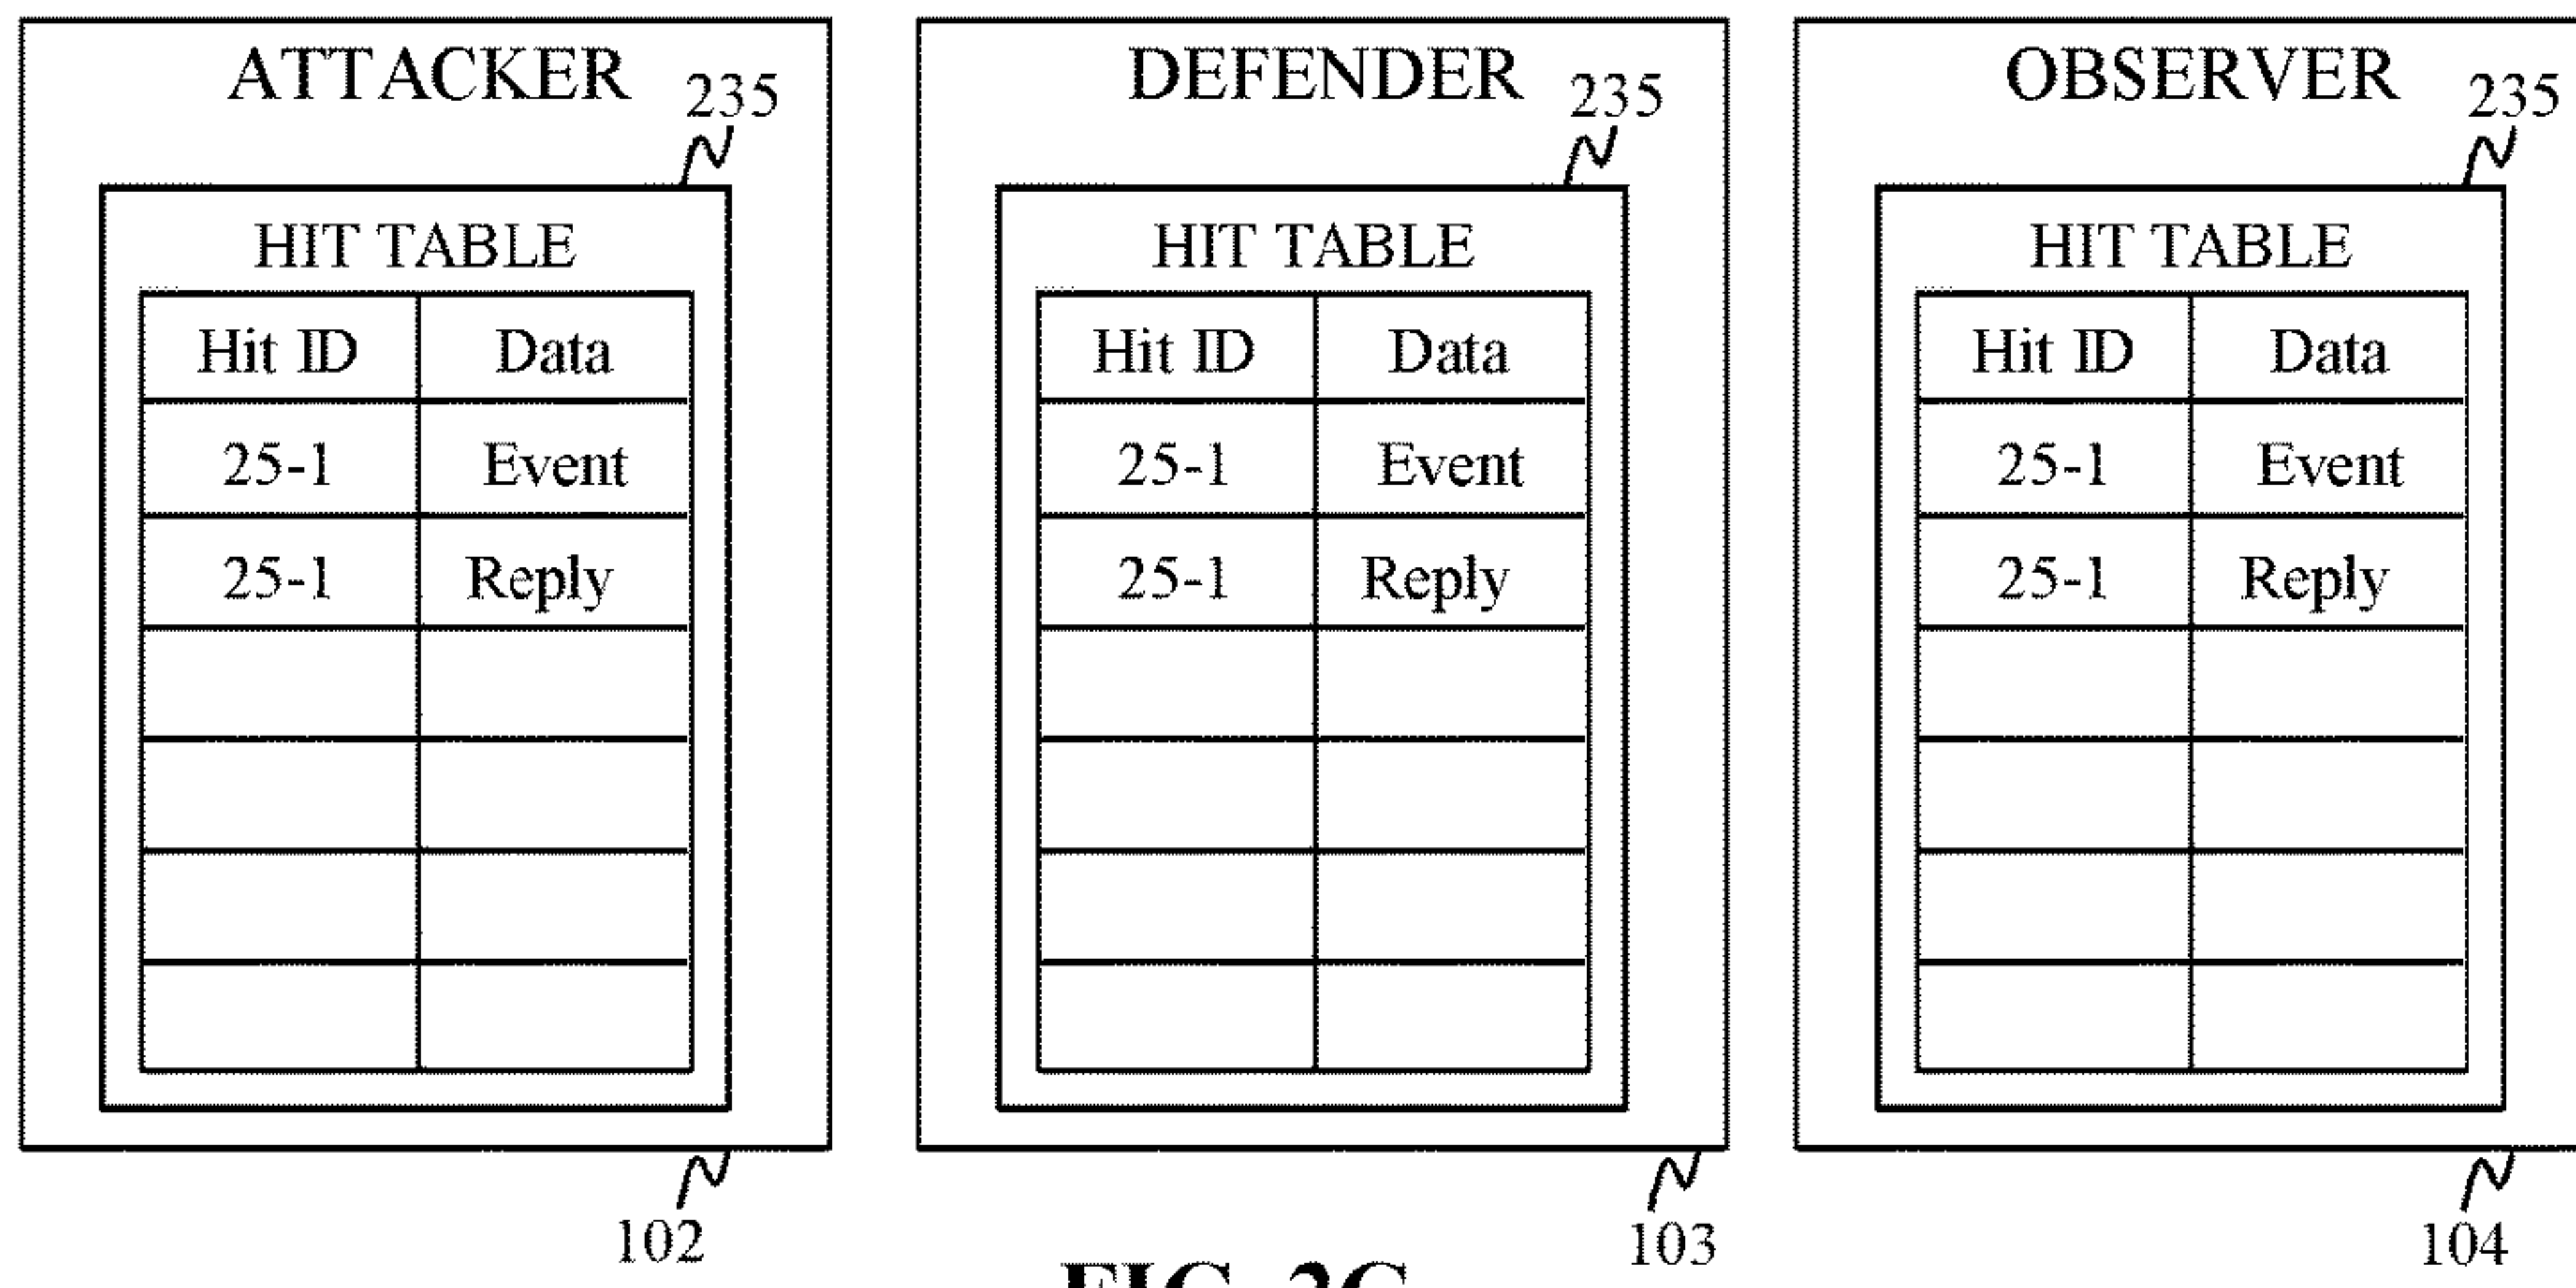 ATTACKER
235
HIT TABLE
Hit ID Data
25-1 Event
25-1 Reply
102
DEFENDER
235
HIT TABLE
Hit ID Data
25-1 Event
25-1 Reply
103
OBSERVER
235
HIT TABLE
Hit ID Data
25-1 Event
25-1 Reply
104